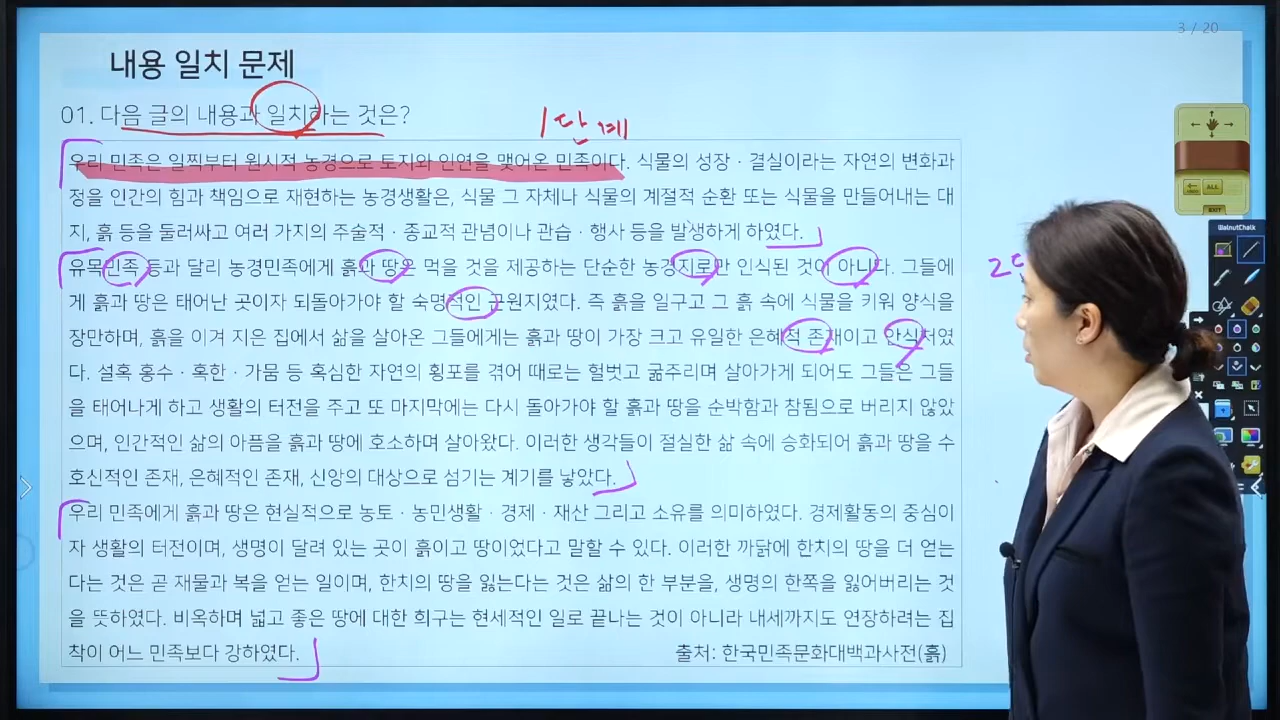 3 / 20
내용 일치 문제
01. 다음 글의 내용과 일치하는 것은?
1단계
우리 민족은 일찍부터 원시적 농경으로 토지와 인연을 맺어온 민족이다. 식물의 성장 · 결실이라는 자연의 변화과
정을 인간의 힘과 책임으로 재현하는 농경생활은, 식물 그 자체나 식물의 계절적 순환 또는 식물을 만들어내는 대
지, 흙 등을 둘러싸고 여러 가지의 주술적 · 종교적 관념이나 관습 · 행사 등을 발생하게 하였다.
유목민족 등과 달리 농경민족에게 흙과 땅은 먹을 것을 제공하는 단순한 농경지로만 인식된 것이 아니다. 그들에
게 흙과 땅은 태어난 곳이자 되돌아가야 할 숙명적인 근원지였다. 즉 흙을 일구고 그 흙 속에 식물을 키워 양식을
장만하며, 흙을 이겨 지은 집에서 삶을 살아온 그들에게는 흙과 땅이 가장 크고 유일한 은혜적 존재이고 안식처였
다. 설혹 홍수 · 혹한 · 가뭄 등 혹심한 자연의 횡포를 겪어 때로는 헐벗고 굶주리며 살아가게 되어도 그들은 그들
을 태어나게 하고 생활의 터전을 주고 또 마지막에는 다시 돌아가야 할 흙과 땅을 순박함과 참됨으로 버리지 않았
으며, 인간적인 삶의 아픔을 흙과 땅에 호소하며 살아왔다. 이러한 생각들이 절실한 삶 속에 승화되어 흙과 땅을 수
호신적인 존재, 은혜적인 존재, 신앙의 대상으로 섬기는 계기를 낳았다.
우리 민족에게 흙과 땅은 현실적으로 농토 · 농민생활 · 경제 · 재산 그리고 소유를 의미하였다. 경제활동의 중심이
자 생활의 터전이며, 생명이 달려 있는 곳이 흙이고 땅이었다고 말할 수 있다. 이러한 까닭에 한치의 땅을 더 얻는
다는 것은 곧 재물과 복을 얻는 일이며, 한치의 땅을 잃는다는 것은 삶의 한 부분을, 생명의 한쪽을 잃어버리는 것
을 뜻하였다. 비옥하며 넓고 좋은 땅에 대한 희구는 현세적인 일로 끝나는 것이 아니라 내세까지도 연장하려는 집
착이 어느 민족보다 강하였다.
출처: 한국민족문화대백과사전(흙)
ALL
EXIT
WalnutChalk